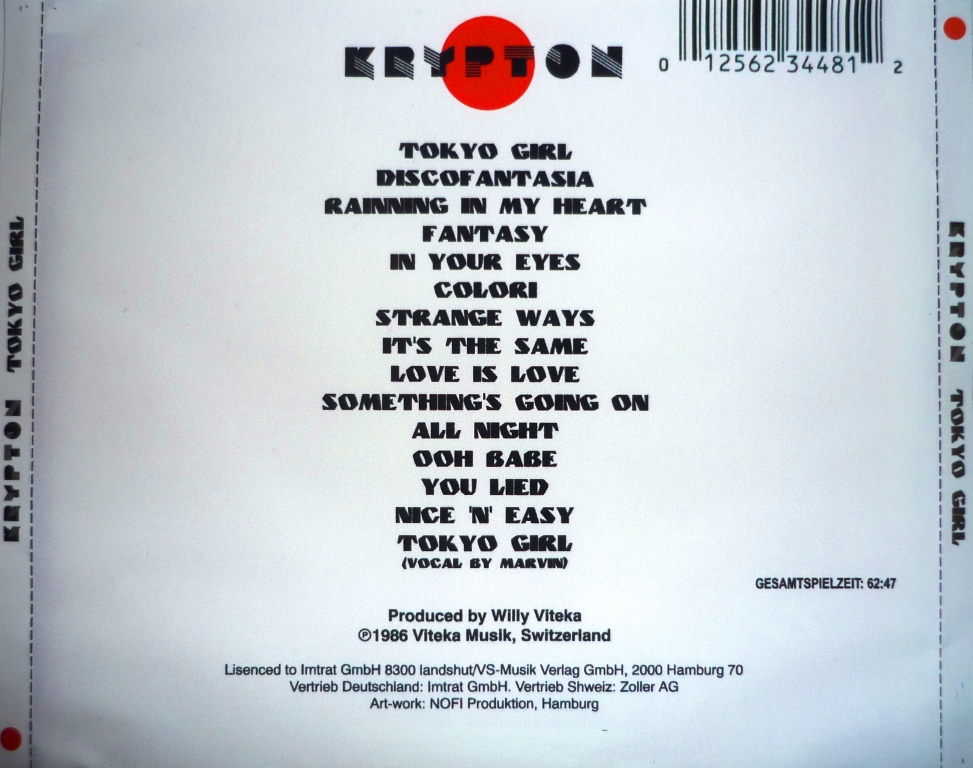 KRYPTON
0 12562 34481 2
TOKYO GIRL
DISCOFANTASIA
RAINNING IN MY HEART
FANTASY
IN YOUR EYES
COLORI
STRANGE WAYS
IT'S THE SAME
LOVE IS LOVE
SOMETHING'S GOING ON
ALL NIGHT
OOH BABE
YOU LIED
NICE 'N' EASY
TOKYO GIRL
(VOCAL BY MARVIN)
GESAMTSPIELZEIT: 62:47
Produced by Willy Viteka
℗1986 Viteka Musik, Switzerland
Lisenced to Imtrat GmbH 8300 landshut/VS-Musik Verlag GmbH, 2000 Hamburg 70
Vertrieb Deutschland: Imtrat GmbH. Vertrieb Shweiz: Zoller AG
Art-work: NOFI Produktion, Hamburg
KRYPTON TOKYO GIRL
KRYPTON TOKYO GIRL